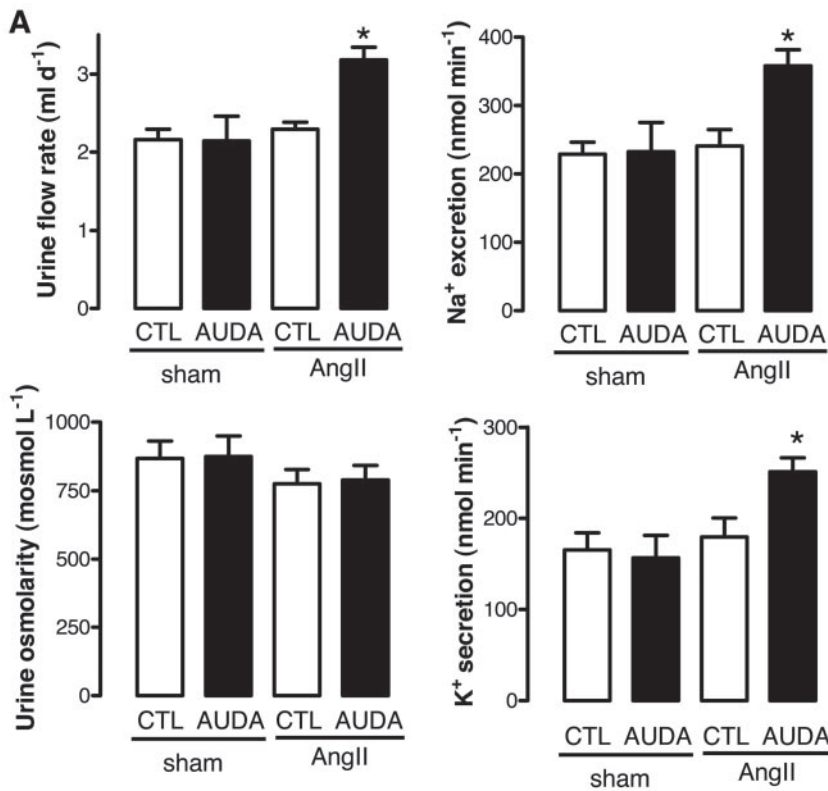 A
Urine flow rate (ml d⁻¹)
3
2
1
0
*
CTL AUDA CTL AUDA
sham AngII
Na⁺ excretion (nmol min⁻¹)
400
300
200
100
0
*
CTL AUDA CTL AUDA
sham AngII
Urine osmolarity (mosmol L⁻¹)
1000
750
500
250
0
CTL AUDA CTL AUDA
sham AngII
K⁺ secretion (nmol min⁻¹)
300
200
100
0
*
CTL AUDA CTL AUDA
sham AngII